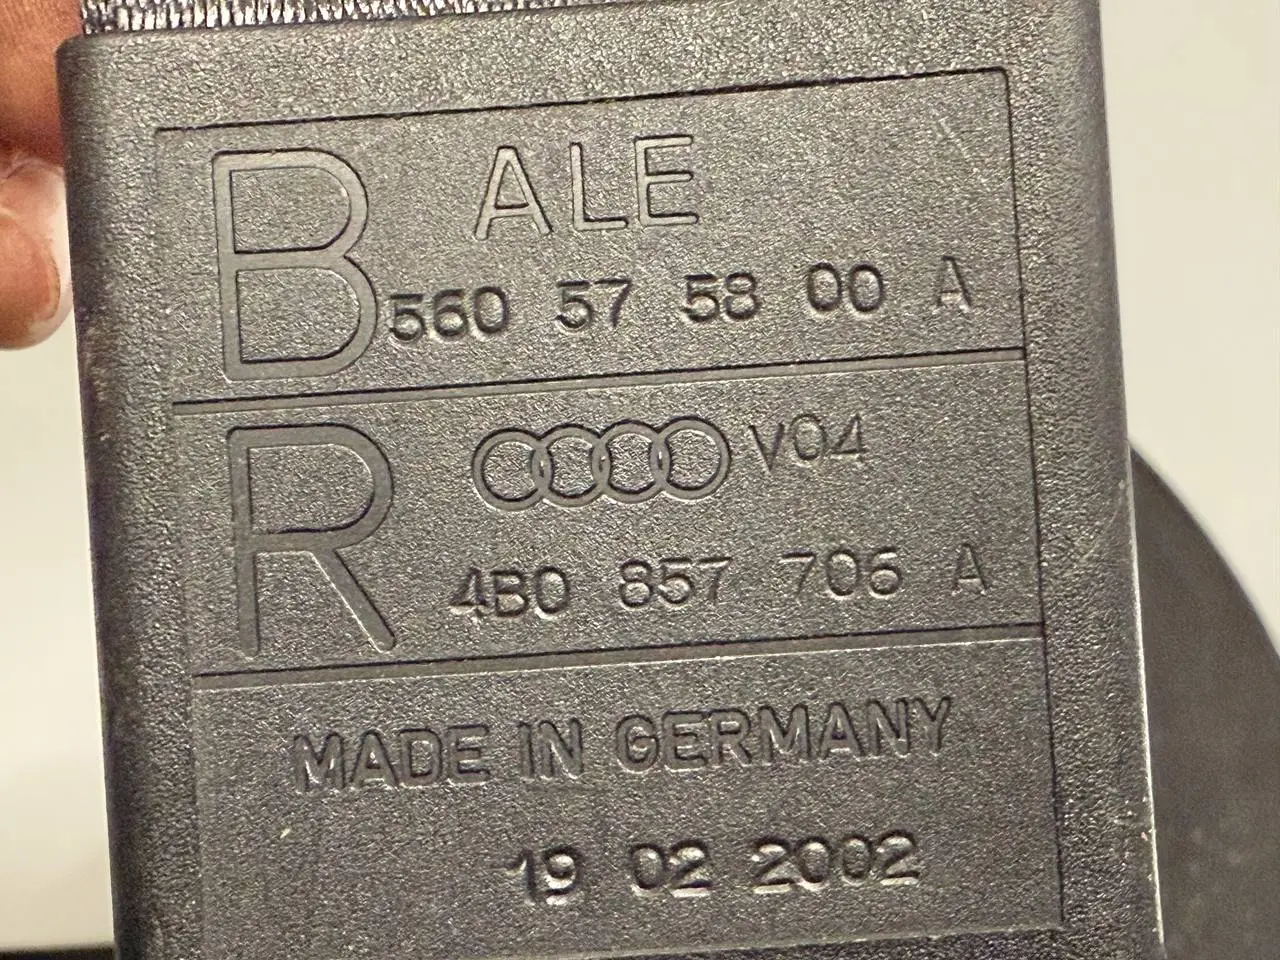 B ALE
560 57 58 00 A
R V04
4B0 857 706 A
MADE IN GERMANY
19 02 2002